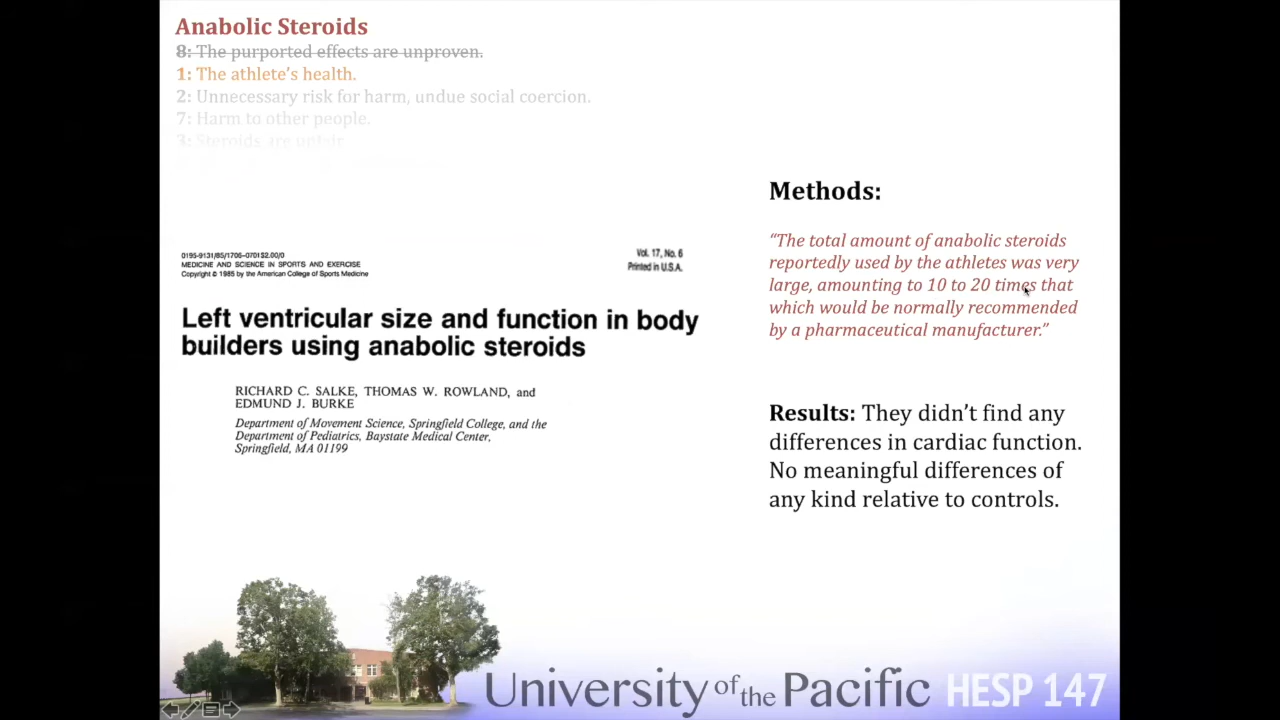 Anabolic Steroids
8: The purported effects are unproven.
1: The athlete’s health.
2: Unnecessary risk for harm, undue social coercion.
7: Harm to other people.
3: Steroids are unfair
0195-9131/85/1706-0701$2.00/0
MEDICINE AND SCIENCE IN SPORTS AND EXERCISE
Copyright © 1985 by the American College of Sports Medicine
Vol. 17, No. 6
Printed in U.S.A.
Left ventricular size and function in body
builders using anabolic steroids
RICHARD C. SALKE, THOMAS W. ROWLAND, and
EDMUND J. BURKE
Department of Movement Science, Springfield College, and the
Department of Pediatrics, Baystate Medical Center,
Springfield, MA 01199
Methods:
“The total amount of anabolic steroids
reportedly used by the athletes was very
large, amounting to 10 to 20 times that
which would be normally recommended
by a pharmaceutical manufacturer.”
Results: They didn’t find any
differences in cardiac function.
No meaningful differences of
any kind relative to controls.
University of the Pacific HESP 147